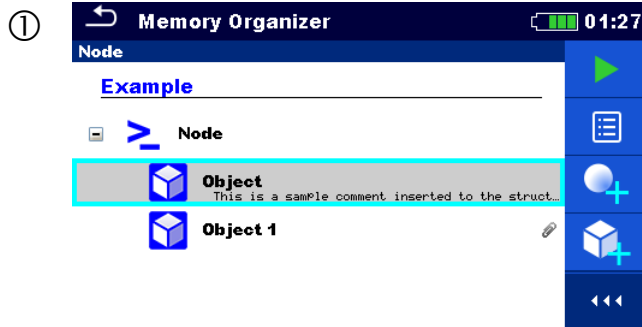 ①
Memory Organizer 01:27
Node
Example
Node
Object
This is a sample comment inserted to the struct…
Object 1